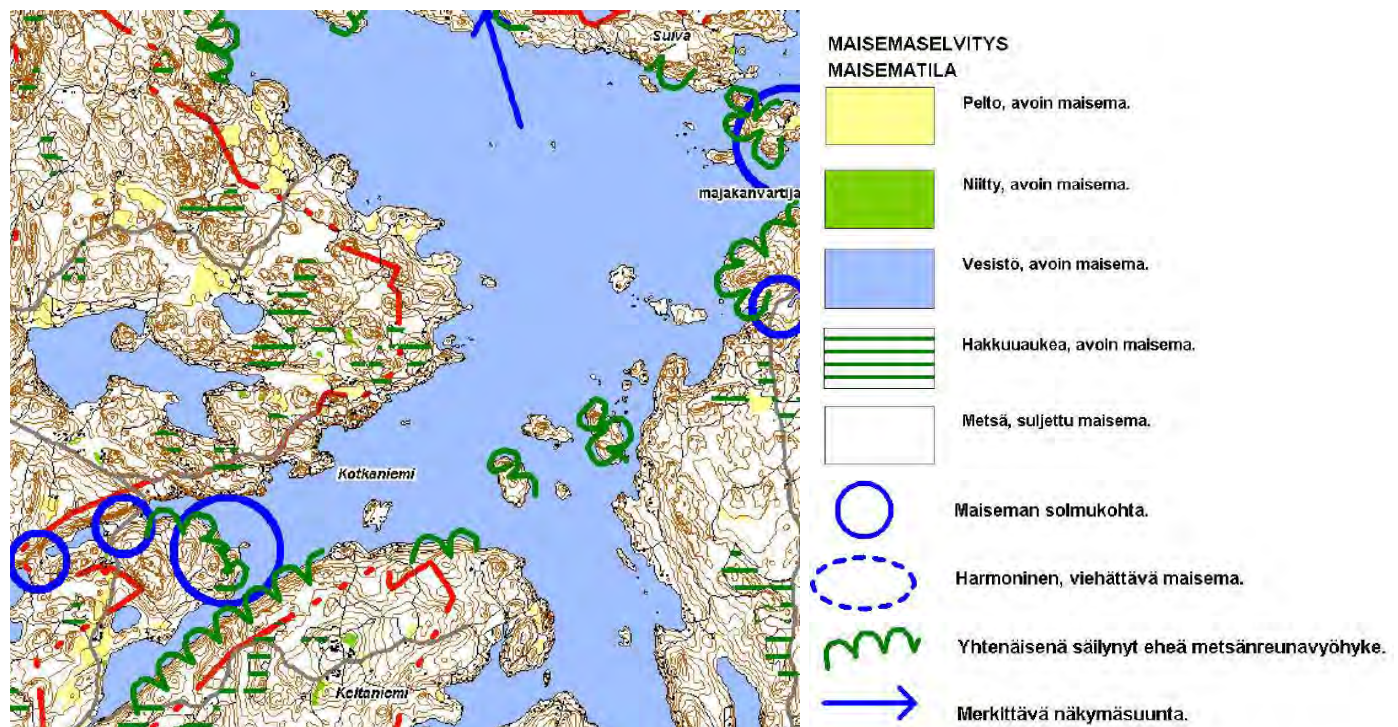 Suiva
majakanvartija
Kotkaniemi
Keltaniemi
MAISEMASELVITYS
MAISEMATILA
Pelto, avoin maisema.
Niitty, avoin maisema.
Vesistö, avoin maisema.
Hakkuuaukea, avoin maisema.
Metsä, suljettu maisema.
Maiseman solmukohta.
Harmoninen, viehättävä maisema.
Yhtenäisenä säilynyt eheä metsänreunavyöhyke.
Merkittävä näkymäsuunta.